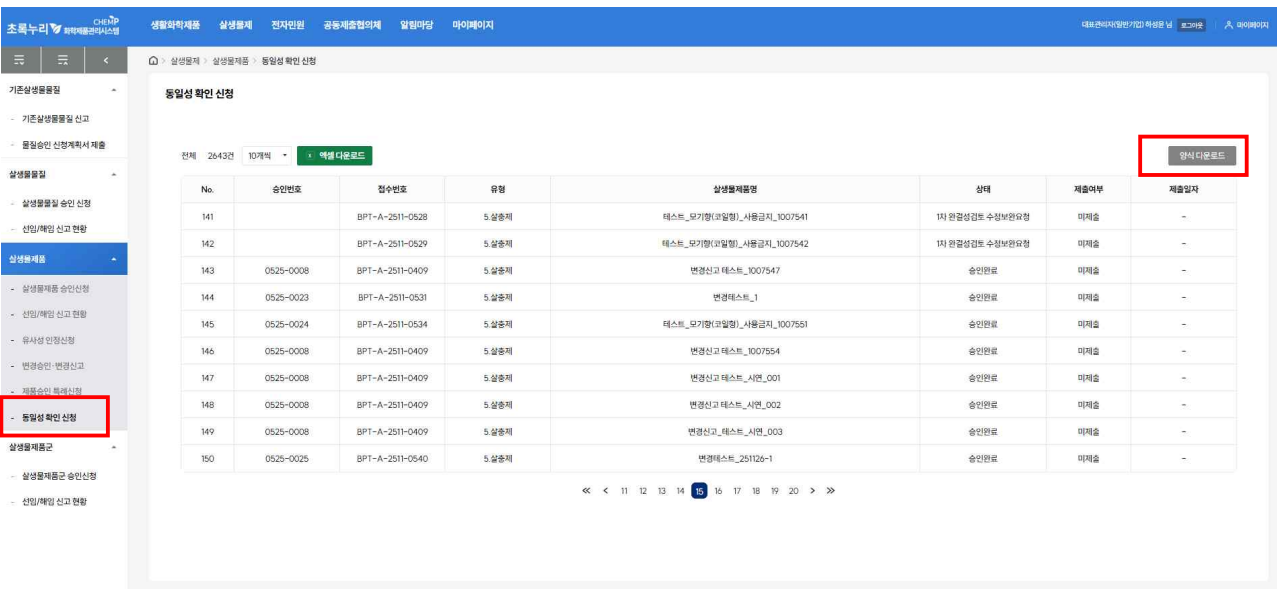 초록누리 CHEMP 화학제품관리시스템
생활화학제품 살생물제 전자민원 공동제출협의체 알림마당 마이페이지
대표관리자(일반기업) 하성운 님 로그아웃 마이페이지
> 살생물제 > 살생물제품 > 동일성 확인 신청
기존살생물물질
- 기존살생물물질 신고
- 물질승인 신청계획서 제출
살생물물질
- 살생물물질 승인 신청
- 선임/해임 신고 현황
살생물제품
- 살생물제품 승인신청
- 선임/해임 신고 현황
- 유사성 인정신청
- 변경승인·변경신고
- 제품승인 특례신청
- 동일성 확인 신청
살생물제품군
- 살생물제품군 승인신청
- 선임/해임 신고 현황
동일성 확인 신청
전체 2643건 10개씩 엑셀 다운로드 양식 다운로드
No. 승인번호 접수번호 유형 살생물제품명 상태 제출여부 제출일자
141 BPT-A-2511-0528 5.살충제 테스트_모기향(코일형)_사용금지_1007541 1차 완결성검토 수정보완요청 미제출 -
142 BPT-A-2511-0529 5.살충제 테스트_모기향(코일형)_사용금지_1007542 1차 완결성검토 수정보완요청 미제출 -
143 0525-0008 BPT-A-2511-0409 5.살충제 변경신고 테스트_1007547 승인완료 미제출 -
144 0525-0023 BPT-A-2511-0531 5.살충제 변경테스트_1 승인완료 미제출 -
145 0525-0024 BPT-A-2511-0534 5.살충제 테스트_모기향(코일형)_사용금지_1007551 승인완료 미제출 -
146 0525-0008 BPT-A-2511-0409 5.살충제 변경신고 테스트_1007554 승인완료 미제출 -
147 0525-0008 BPT-A-2511-0409 5.살충제 변경신고 테스트_시연_001 승인완료 미제출 -
148 0525-0008 BPT-A-2511-0409 5.살충제 변경신고 테스트_시연_002 승인완료 미제출 -
149 0525-0008 BPT-A-2511-0409 5.살충제 변경신고_테스트_시연_003 승인완료 미제출 -
150 0525-0025 BPT-A-2511-0540 5.살충제 변경테스트_251126-1 승인완료 미제출 -
≪ < 11 12 13 14 15 16 17 18 19 20 > ≫